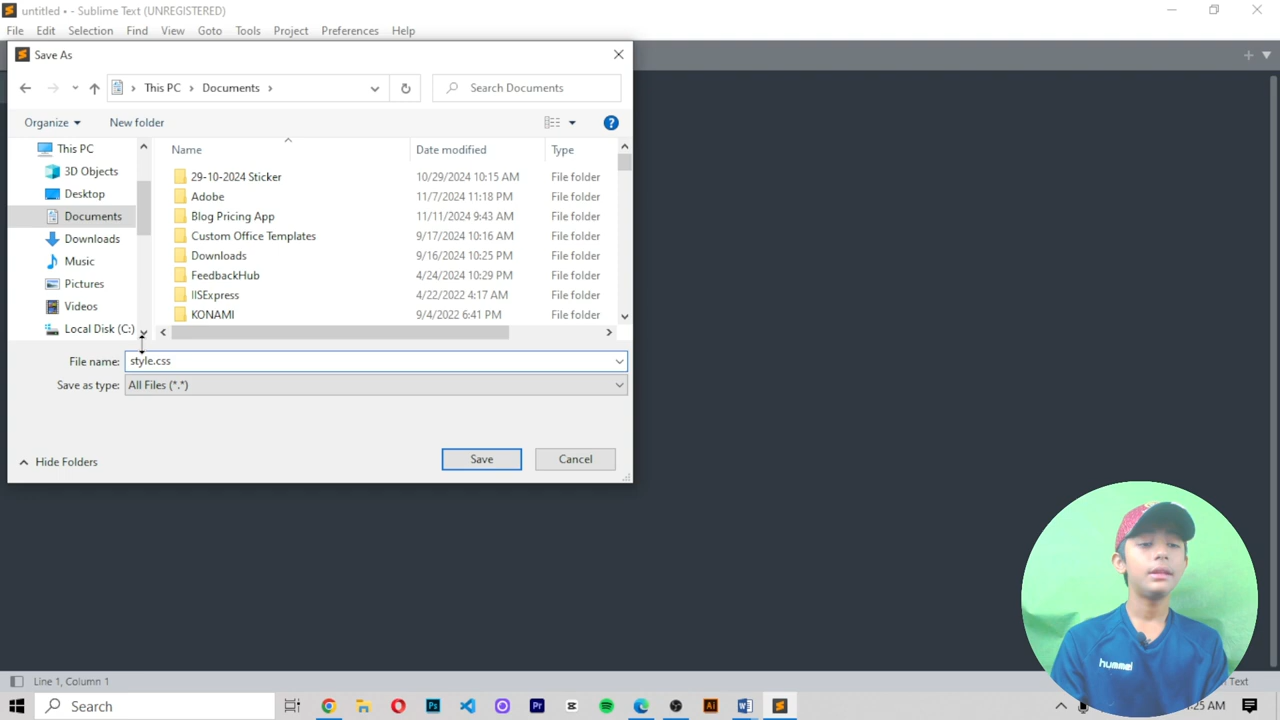 untitled • - Sublime Text (UNREGISTERED)
File Edit Selection Find View Goto Tools Project Preferences Help
Save As
This PC Documents Search Documents
Organize New folder
Name Date modified Type
This PC
3D Objects
Desktop
Documents
Downloads
Music
Pictures
Videos
Local Disk (C:)
29-10-2024 Sticker 10/29/2024 10:15 AM File folder
Adobe 11/7/2024 11:18 PM File folder
Blog Pricing App 11/11/2024 9:43 AM File folder
Custom Office Templates 9/17/2024 10:16 AM File folder
Downloads 9/16/2024 10:25 PM File folder
FeedbackHub 4/24/2024 10:29 PM File folder
IISExpress 4/22/2022 4:17 AM File folder
KONAMI 9/4/2022 6:41 PM File folder
File name: style.css
Save as type: All Files (*.*)
Hide Folders Save Cancel
hummel
Line 1, Column 1 Text
Search Ps Pr Ai :25 AM